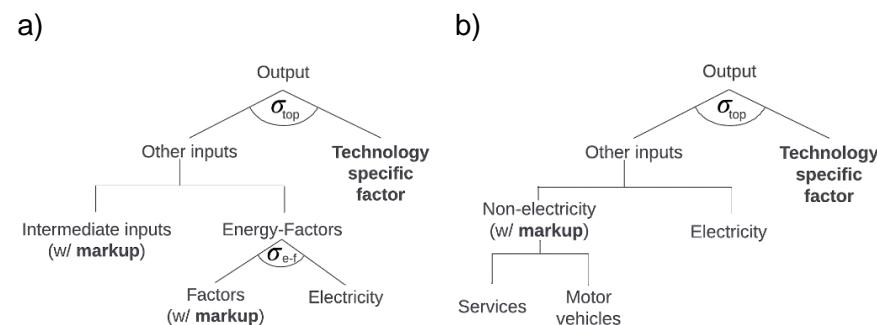 a)
Output
σtop
Other inputs
Technology
specific
factor
Intermediate inputs
(w/ markup)
Energy-Factors
σe-f
Factors
(w/ markup)
Electricity
b)
Output
σtop
Other inputs
Technology
specific
factor
Non-electricity
(w/ markup)
Electricity
Services
Motor
vehicles